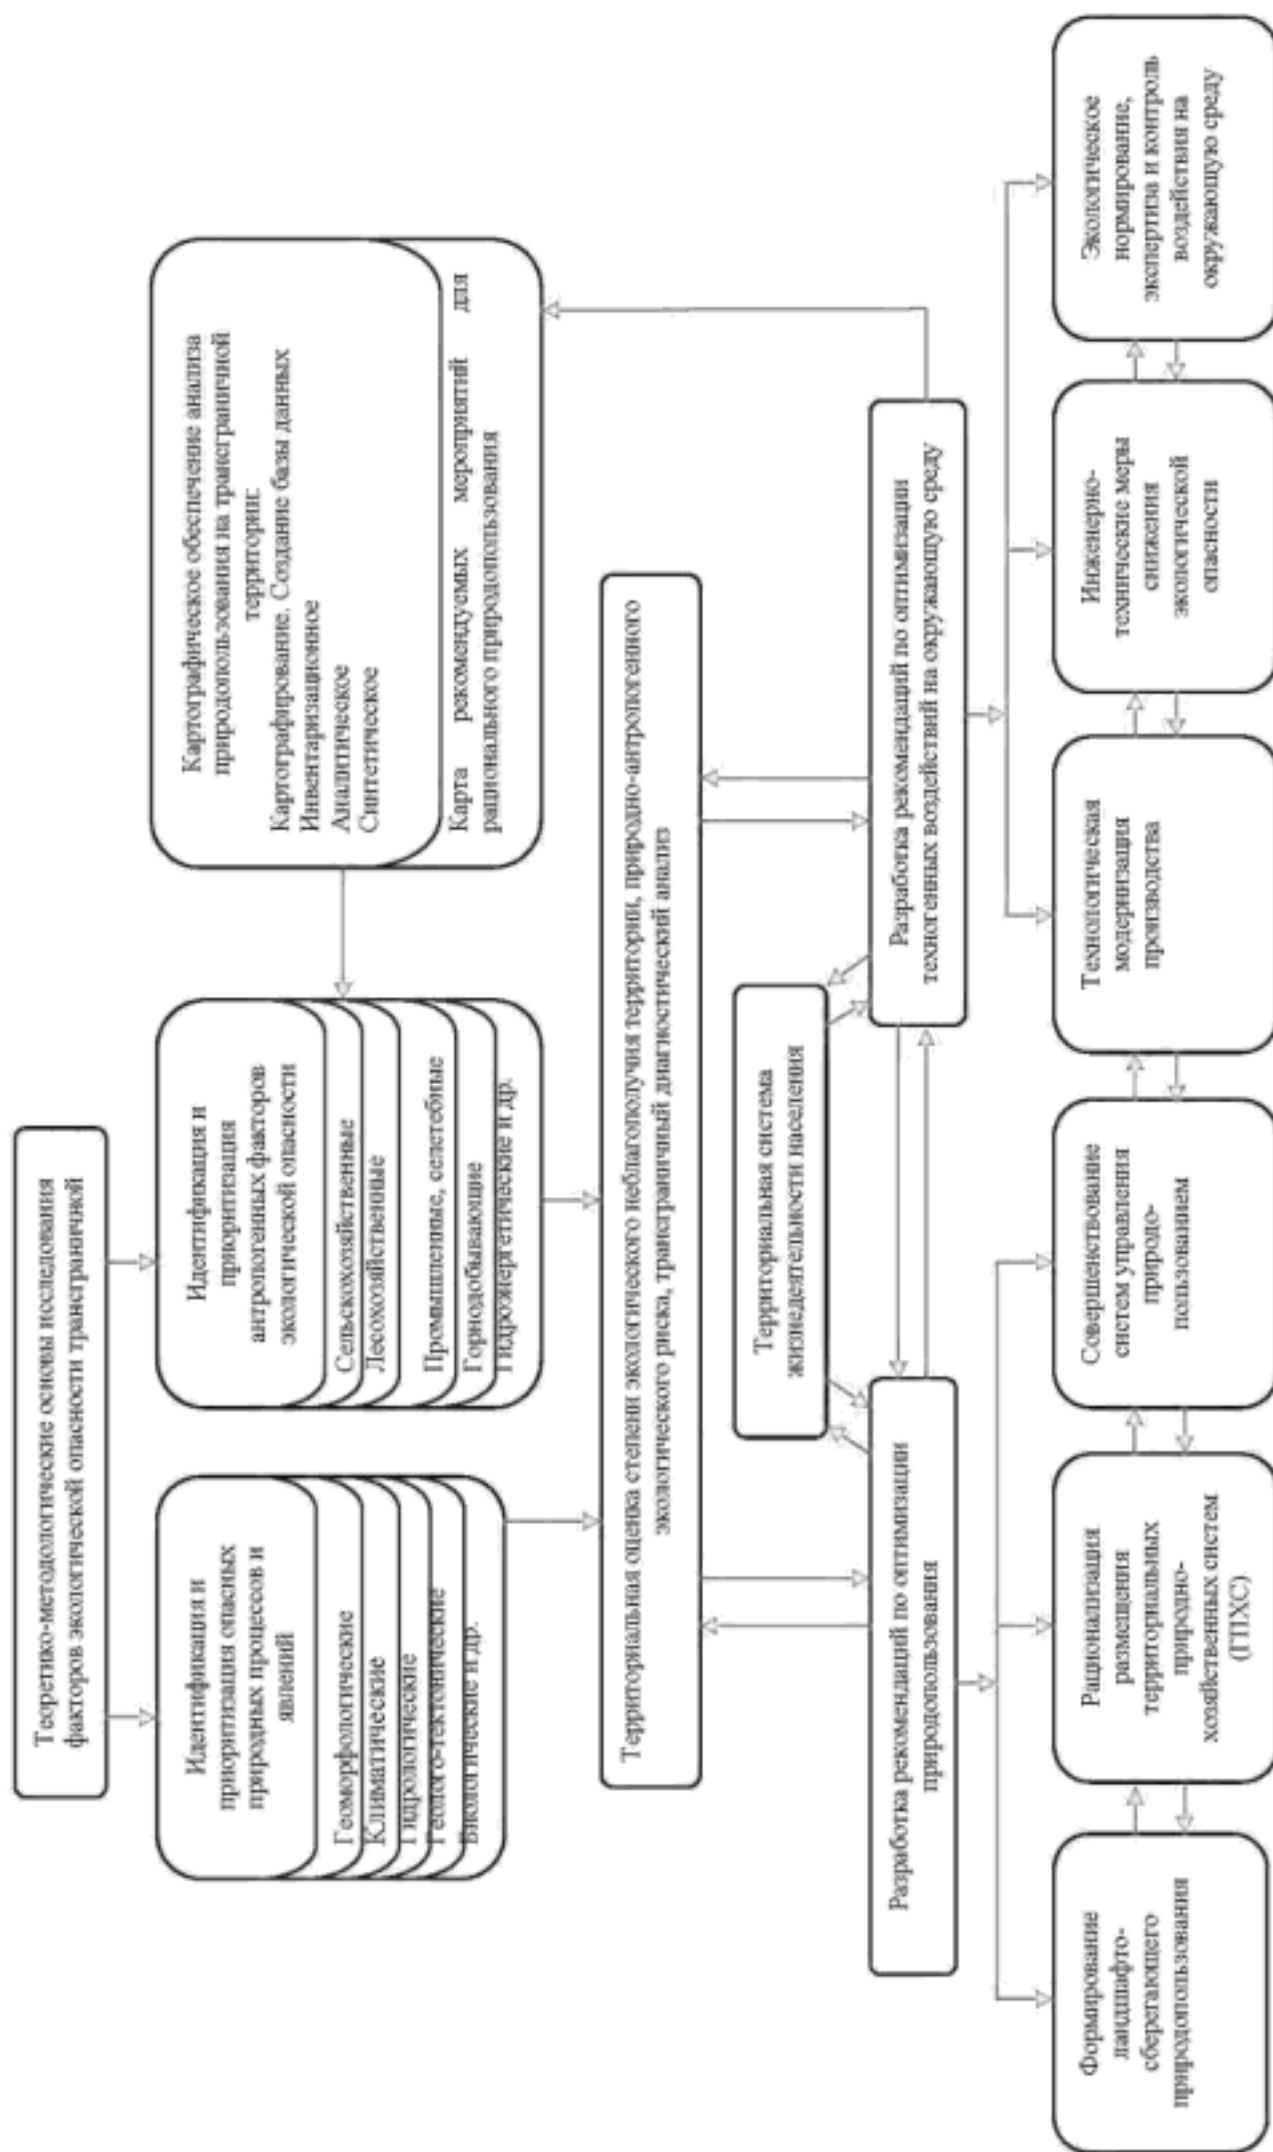 Теоретико-методологические основы исследования
факторов экологической опасности трансграничной
Идентификация и
приоритизация опасных
природных процессов и
явлений
Геоморфологические
Климатические
Гидрологические
Геолого-тектонические
Биологические и др.
Идентификация и
приоритизация
антропогенных факторов
экологической опасности
Сельскохозяйственные
Лесохозяйственные
Промышленные, селетебные
Горнодобывающие
Гидроэнергетические и др.
Картографическое обеспечение анализа
природопользования на трансграничной
территории:
Картографирование. Создание базы данных
Инвентаризационное
Аналитическое
Синтетическое
Карта рекомендуемых мероприятий для
рационального природопользования
Территориальная оценка степени экологического неблагополучия территории, природно-антропогенного
экологического риска, трансграничный диагностический анализ
Территориальная система
жизнедеятельности населения
Разработка рекомендаций по оптимизации
природопользования
Разработка рекомендаций по оптимизации
техногенных воздействий на окружающую среду
Формирование
ландшафто-
сберегающего
природопользования
Рационализация
размещения
территориальных
природно-
хозяйственных систем
(ТПХС)
Совершенствование
систем управления
природо-
пользованием
Технологическая
модернизация
производства
Инженерно-
технические меры
снижения
экологической
опасности
Экологическое
нормирование,
экспертиза и контроль
воздействия на
окружающую среду